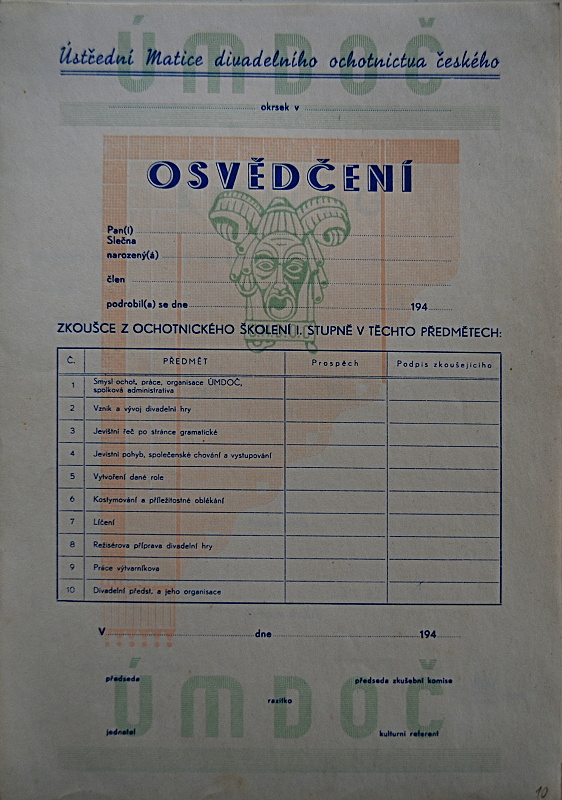 ÚMDOČ
Ústřední Matice divadelního ochotnictva českého
okrsek v
OSVĚDČENÍ
Pan(í)
Slečna
narozený(á)
člen
podrobil(a) se dne 194
ÚMDOČ
ZKOUŠCE Z OCHOTNICKÉHO ŠKOLENÍ I. STUPNĚ V TĚCHTO PŘEDMĚTECH:
Č. PŘEDMĚT Prospěch Podpis zkoušejícího
1 Smysl ochot. práce, organisace ÚMDOČ,
spolková administrativa
2 Vznik a vývoj divadelní hry
3 Jevištní řeč po stránce gramatické
4 Jevištní pohyb, společenské chování a vystupování
5 Vytvoření dané role
6 Kostymování a příležitostné oblékání
7 Líčení
8 Režisérova příprava divadelní hry
9 Práce výtvarníkova
10 Divadelní předst. a jeho organisace
V dne 194
předseda předseda zkušební komise
razítko
ÚMDOČ
jednatel kulturní referent
10